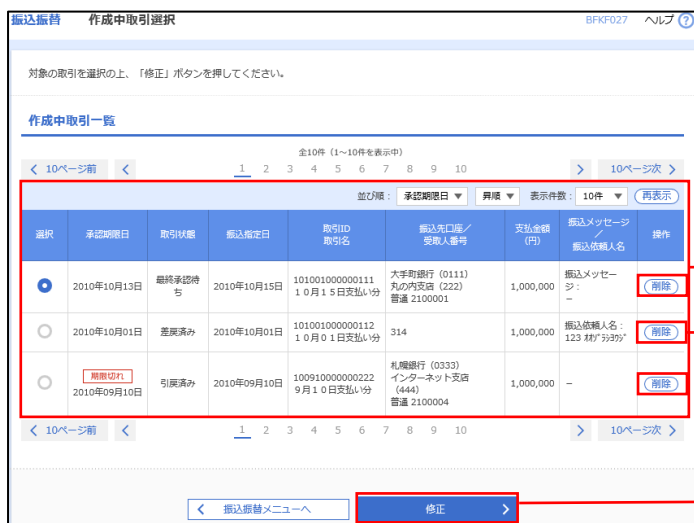 振込振替 作成中取引選択 BFKF027 ヘルプ ?
対象の取引を選択の上、「修正」ボタンを押してください。
作成中取引一覧
全10件（1～10件を表示中）
< 10ページ前 < 1 2 3 4 5 6 7 8 9 10 > 10ページ次 >
並び順： 承認期限日 ▼ 昇順 ▼ 表示件数： 10件 ▼ 再表示
選択 承認期限日 取引状態 振込指定日 取引ID 取引名 振込先口座／ 受取人番号 支払金額 （円） 振込メッセージ ／ 振込依頼人名 操作
2010年10月13日 最終承認待ち 2010年10月15日 101001000000111 １０月１５日支払い分 大手町銀行（0111） 丸の内支店（222） 普通 2100001 1,000,000 振込メッセージ： － 削除
2010年10月01日 差戻済み 2010年10月01日 101001000000112 １０月０１日支払い分 314 1,000,000 振込依頼人名： 123 削除
期限切れ 2010年09月10日 引戻済み 2010年09月10日 100910000000222 ９月１０日支払い分 札幌銀行（0333） インターネット支店 （444） 普通 2100004 1,000,000 － 削除
< 10ページ前 < 1 2 3 4 5 6 7 8 9 10 > 10ページ次 >
< 振込振替メニューへ 修正 >